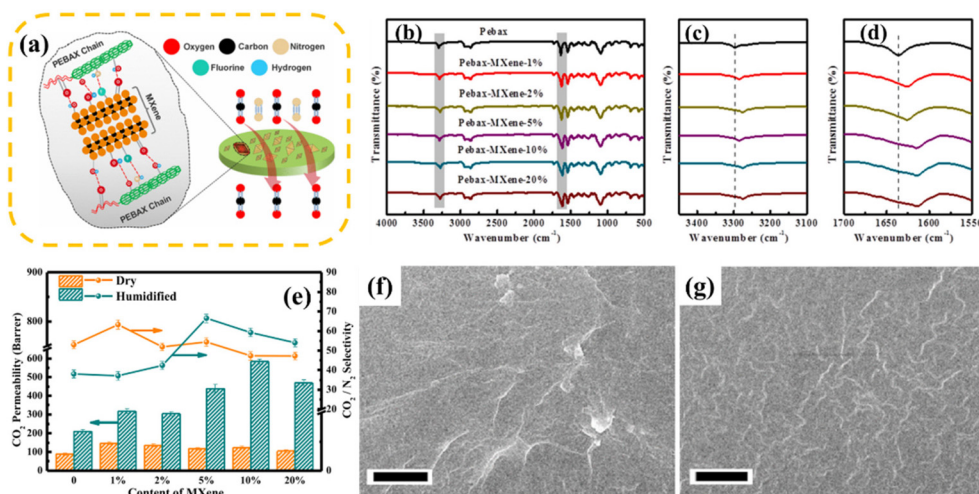 (a)
Oxygen Carbon Nitrogen
Fluorine Hydrogen
PEBAX Chain
MXene
PEBAX Chain
(b)
Pebax
Pebax-MXene-1%
Pebax-MXene-2%
Pebax-MXene-5%
Pebax-MXene-10%
Pebax-MXene-20%
Transmittance (%)
4000 3500 3000 2500 2000 1500 1000 500
Wavenumber (cm-1)
(c)
Transmittance (%)
3400 3300 3200 3100
Wavenumber (cm-1)
(d)
Transmittance (%)
1700 1650 1600 1550
Wavenumber (cm-1)
(e)
Dry
Humidified
CO2 Permeability (Barrer)
900
800
600
500
400
300
200
100
0
CO2 / N2 Selectivity
90
80
70
60
50
40
30
20
0
0 1% 2% 5% 10% 20%
Content of MXene
(f)
(g)